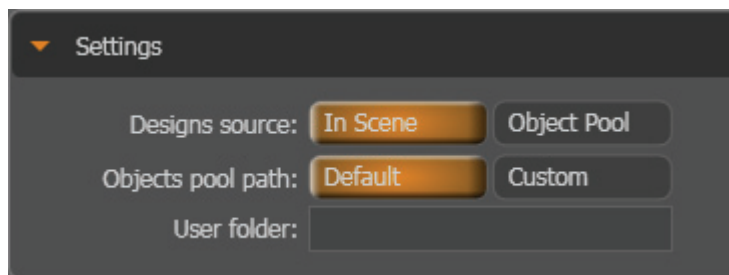 Settings
Designs source: In Scene Object Pool
Objects pool path: Default Custom
User folder: